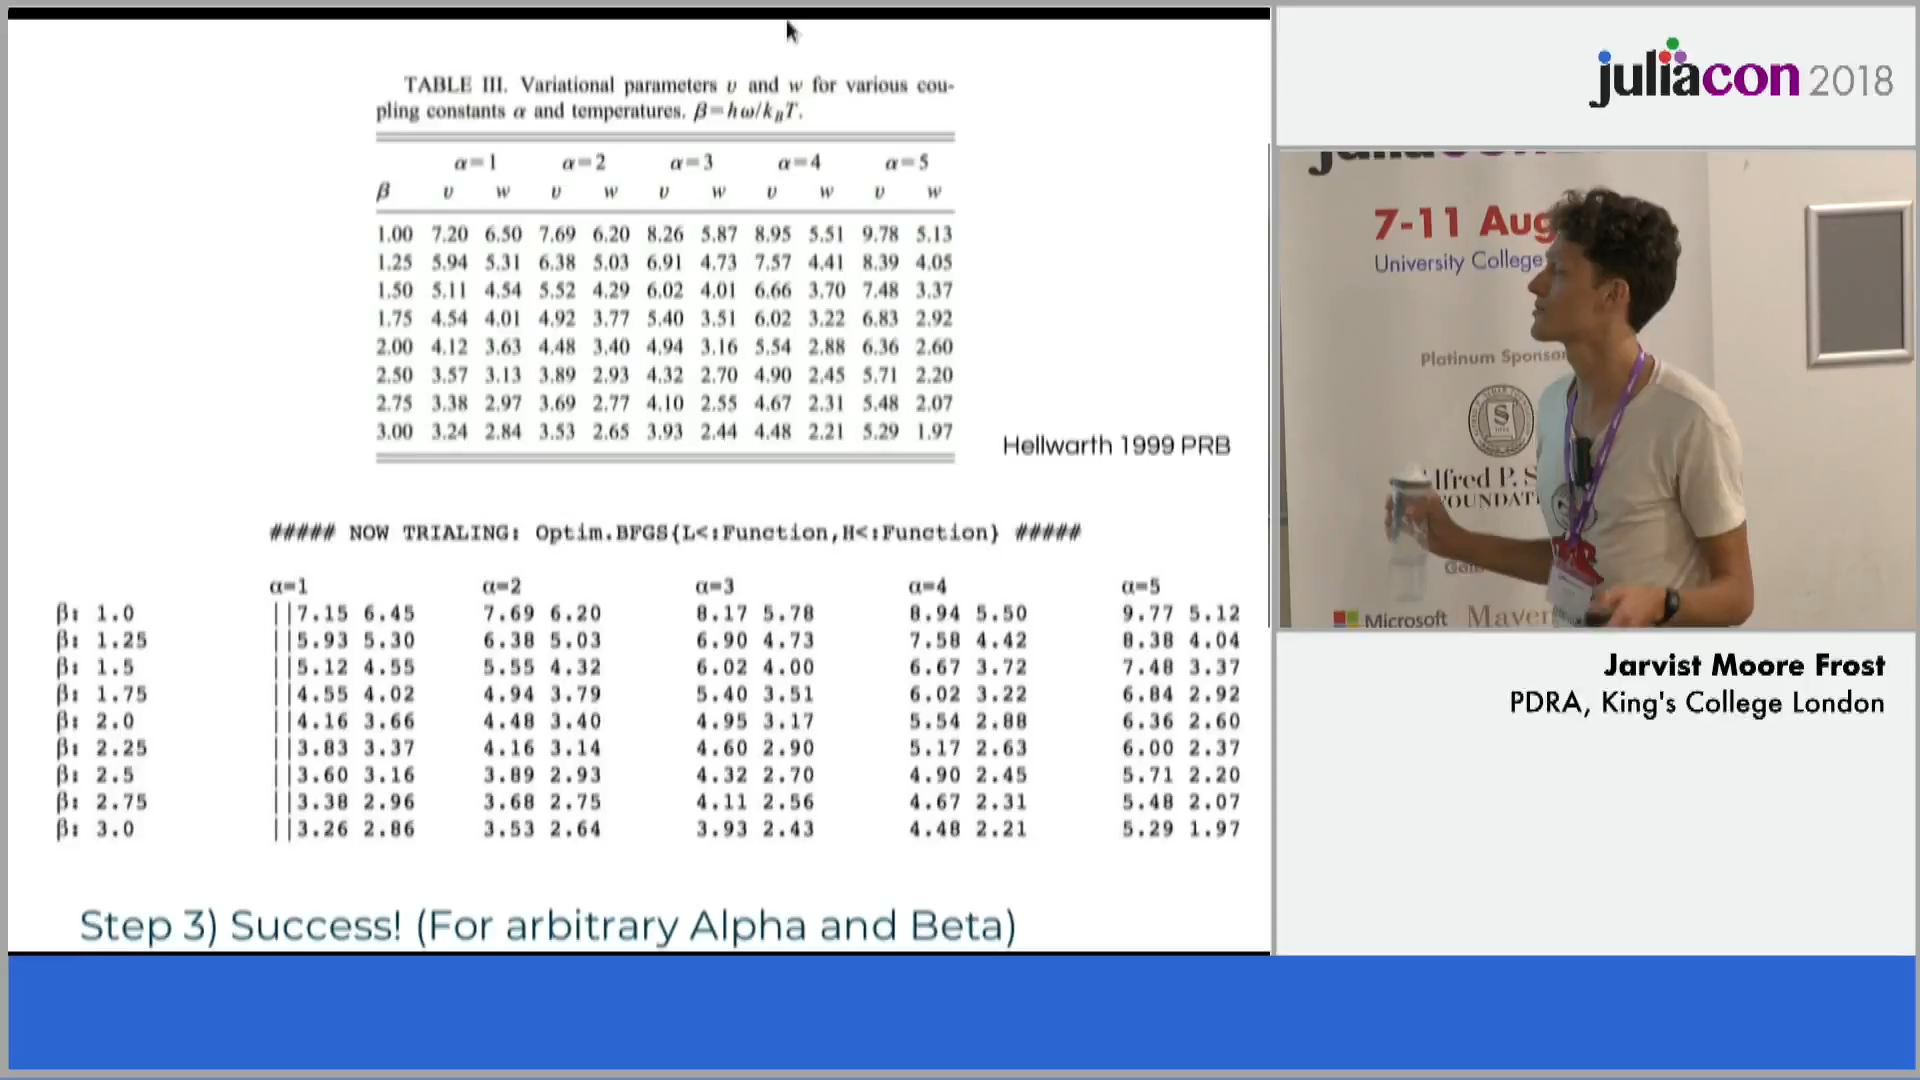 TABLE III. Variational parameters υ and w for various cou-
pling constants α and temperatures. β=hω/k_BT.
α=1 α=2 α=3 α=4 α=5
β υ w υ w υ w υ w υ w
1.00 7.20 6.50 7.69 6.20 8.26 5.87 8.95 5.51 9.78 5.13
1.25 5.94 5.31 6.38 5.03 6.91 4.73 7.57 4.41 8.39 4.05
1.50 5.11 4.54 5.52 4.29 6.02 4.01 6.66 3.70 7.48 3.37
1.75 4.54 4.01 4.92 3.77 5.40 3.51 6.02 3.22 6.83 2.92
2.00 4.12 3.63 4.48 3.40 4.94 3.16 5.54 2.88 6.36 2.60
2.50 3.57 3.13 3.89 2.93 4.32 2.70 4.90 2.45 5.71 2.20
2.75 3.38 2.97 3.69 2.77 4.10 2.55 4.67 2.31 5.48 2.07
3.00 3.24 2.84 3.53 2.65 3.93 2.44 4.48 2.21 5.29 1.97
Hellwarth 1999 PRB
##### NOW TRIALING: Optim.BFGS{L<:Function,H<:Function} #####
α=1 α=2 α=3 α=4 α=5
β: 1.0 ||7.15 6.45 7.69 6.20 8.17 5.78 8.94 5.50 9.77 5.12
β: 1.25 ||5.93 5.30 6.38 5.03 6.90 4.73 7.58 4.42 8.38 4.04
β: 1.5 ||5.12 4.55 5.55 4.32 6.02 4.00 6.67 3.72 7.48 3.37
β: 1.75 ||4.55 4.02 4.94 3.79 5.40 3.51 6.02 3.22 6.84 2.92
β: 2.0 ||4.16 3.66 4.48 3.40 4.95 3.17 5.54 2.88 6.36 2.60
β: 2.25 ||3.83 3.37 4.16 3.14 4.60 2.90 5.17 2.63 6.00 2.37
β: 2.5 ||3.60 3.16 3.89 2.93 4.32 2.70 4.90 2.45 5.71 2.20
β: 2.75 ||3.38 2.96 3.68 2.75 4.11 2.56 4.67 2.31 5.48 2.07
β: 3.0 ||3.26 2.86 3.53 2.64 3.93 2.43 4.48 2.21 5.29 1.97
Step 3) Success! (For arbitrary Alpha and Beta)
juliacon 2018
7-11 Aug
University College
Platinum Sponsor
lfred P. S
OUNDAT
Microsoft Maven
Jarvist Moore Frost
PDRA, King's College London